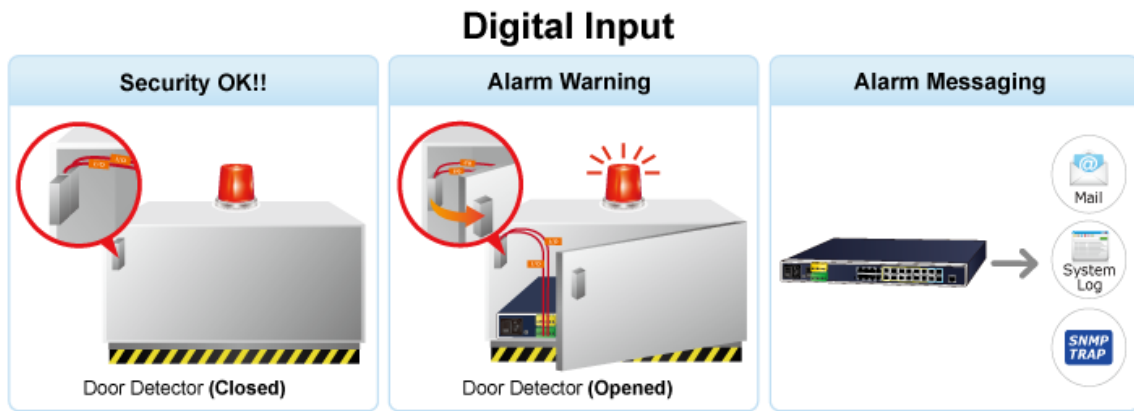 Digital Input
Security OK!!
Alarm Warning
Alarm Messaging
Mail
System
Log
SNMP
TRAP
Door Detector (Closed)
Door Detector (Opened)